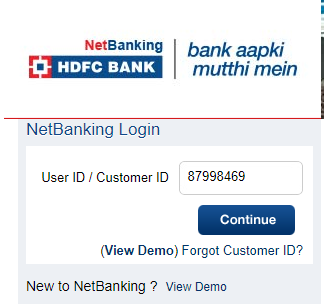 NetBanking
HDFC BANK
bank aapki
mutthi mein
NetBanking Login
User ID / Customer ID 87998469
Continue
(View Demo) Forgot Customer ID?
New to NetBanking ? View Demo